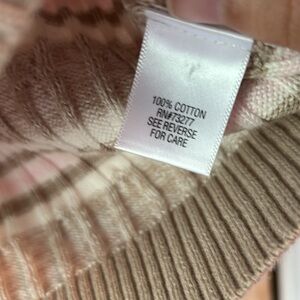 100% COTTON
RN#73277
SEE REVERSE
FOR CARE